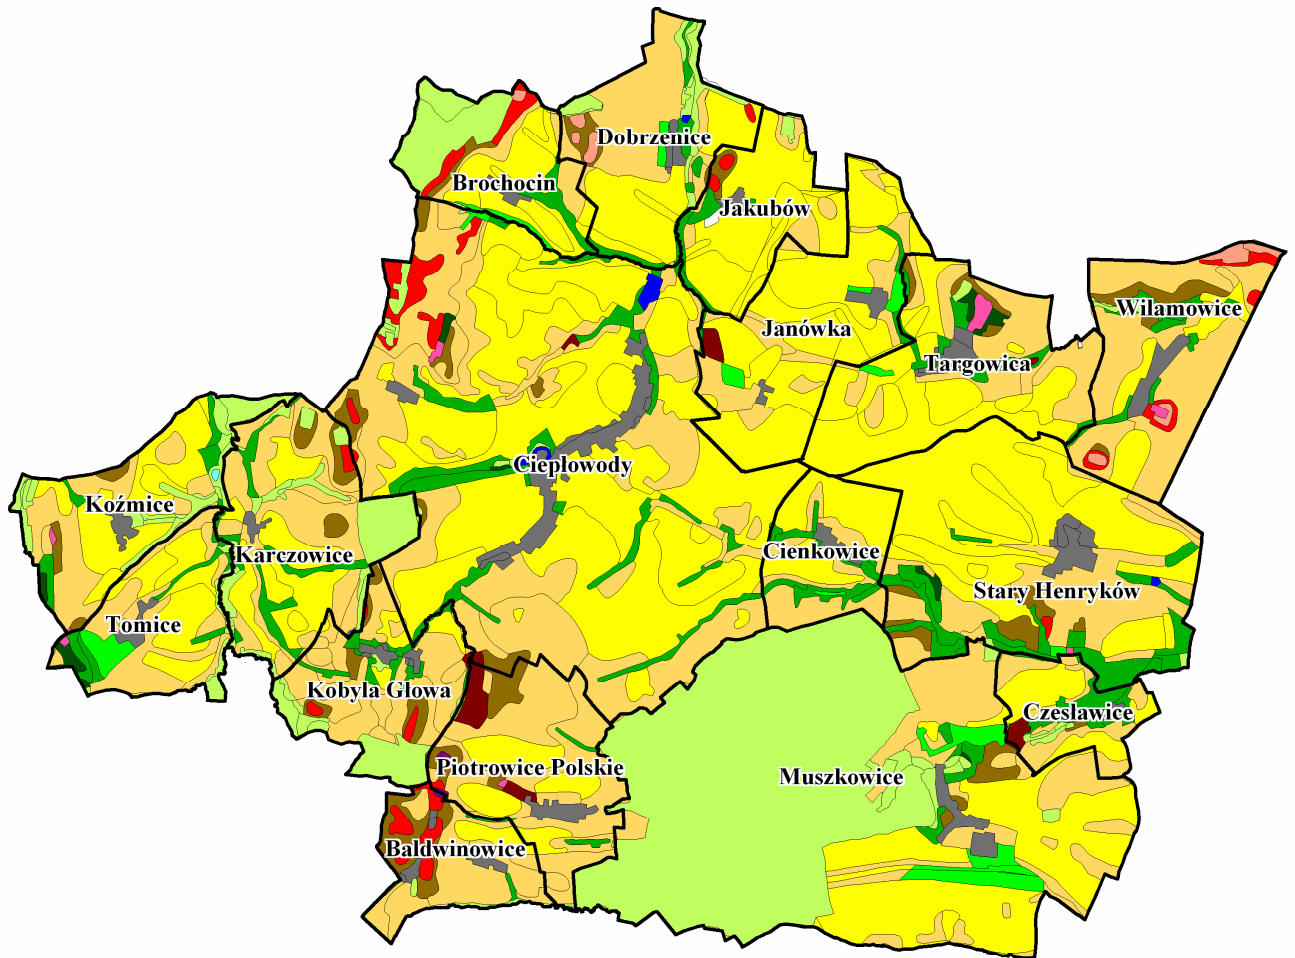 Dobrzenice
Brochocin
Jakubów
Wilamowice
Janówka
Targowica
Ciepłowody
Koźmice
Karczowice
Cienkowice
Stary Henryków
Tomice
Kobyla Głowa
Czesławice
Piotrowice Polskie
Muszkowice
Baldwinowice